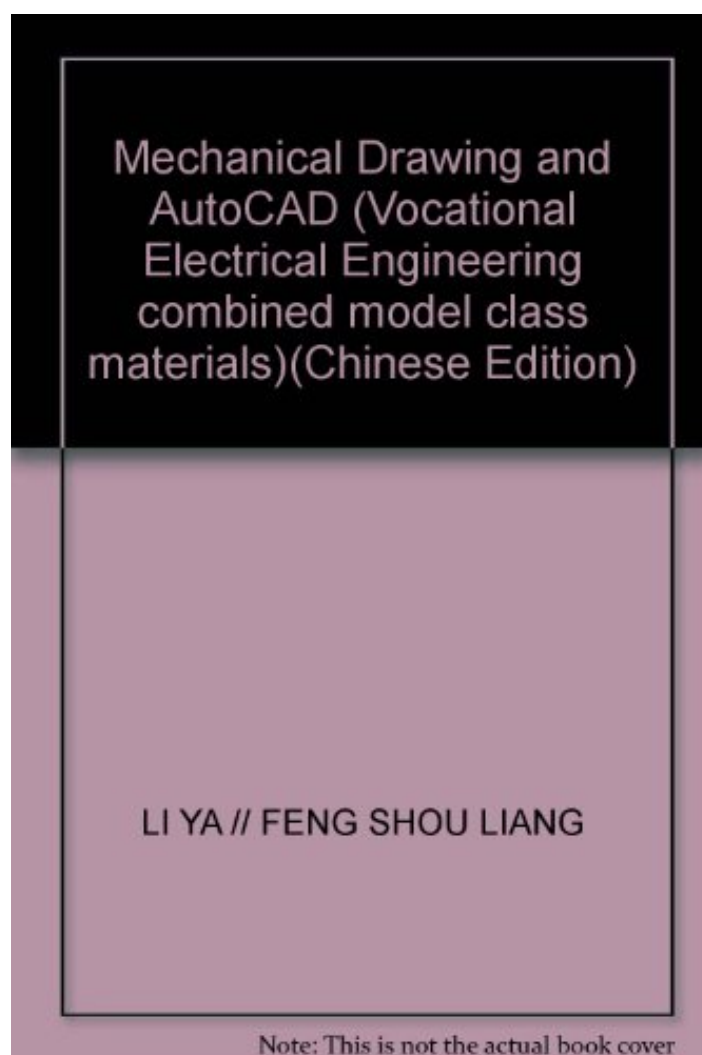 Mechanical Drawing and
AutoCAD (Vocational
Electrical Engineering
combined model class
materials)(Chinese Edition)
LI YA // FENG SHOU LIANG
Note: This is not the actual book cover